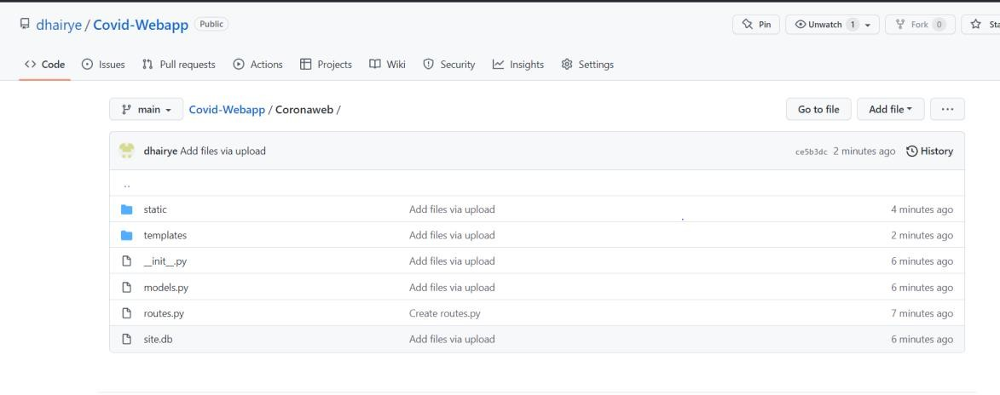 dhairye / Covid-Webapp Public Pin Unwatch 1 Fork 0 Sta
Code Issues Pull requests Actions Projects Wiki Security Insights Settings
main Covid-Webapp / Coronaweb / Go to file Add file ...
dhairye Add files via upload ce5b3dc 2 minutes ago History
..
static Add files via upload 4 minutes ago
templates Add files via upload 2 minutes ago
__init__.py Add files via upload 6 minutes ago
models.py Add files via upload 6 minutes ago
routes.py Create routes.py 7 minutes ago
site.db Add files via upload 6 minutes ago